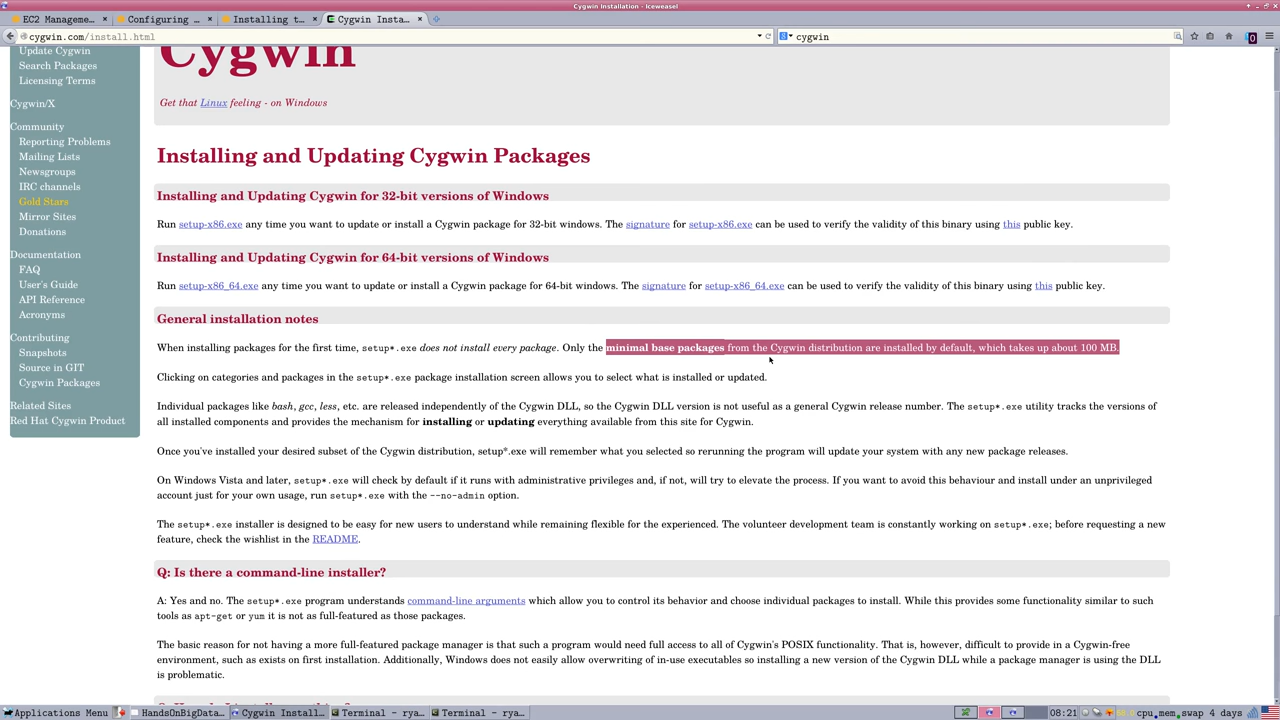 Cygwin Installation - Iceweasel
EC2 Manageme... × Configuring ... × Installing t... × Cygwin Insta... ×
cygwin.com/install.html
cygwin
Update Cygwin
Search Packages
Licensing Terms
Cygwin/X
Community
Reporting Problems
Mailing Lists
Newsgroups
IRC channels
Gold Stars
Mirror Sites
Donations
Documentation
FAQ
User's Guide
API Reference
Acronyms
Contributing
Snapshots
Source in GIT
Cygwin Packages
Related Sites
Red Hat Cygwin Product
Cygwin
Get that Linux feeling - on Windows
Installing and Updating Cygwin Packages
Installing and Updating Cygwin for 32-bit versions of Windows
Run setup-x86.exe any time you want to update or install a Cygwin package for 32-bit windows. The signature for setup-x86.exe can be used to verify the validity of this binary using this public key.
Installing and Updating Cygwin for 64-bit versions of Windows
Run setup-x86_64.exe any time you want to update or install a Cygwin package for 64-bit windows. The signature for setup-x86_64.exe can be used to verify the validity of this binary using this public key.
General installation notes
When installing packages for the first time, setup*.exe does not install every package. Only the minimal base packages from the Cygwin distribution are installed by default, which takes up about 100 MB.
Clicking on categories and packages in the setup*.exe package installation screen allows you to select what is installed or updated.
Individual packages like bash, gcc, less, etc. are released independently of the Cygwin DLL, so the Cygwin DLL version is not useful as a general Cygwin release number. The setup*.exe utility tracks the versions of
all installed components and provides the mechanism for installing or updating everything available from this site for Cygwin.
Once you've installed your desired subset of the Cygwin distribution, setup*.exe will remember what you selected so rerunning the program will update your system with any new package releases.
On Windows Vista and later, setup*.exe will check by default if it runs with administrative privileges and, if not, will try to elevate the process. If you want to avoid this behaviour and install under an unprivileged
account just for your own usage, run setup*.exe with the --no-admin option.
The setup*.exe installer is designed to be easy for new users to understand while remaining flexible for the experienced. The volunteer development team is constantly working on setup*.exe; before requesting a new
feature, check the wishlist in the README.
Q: Is there a command-line installer?
A: Yes and no. The setup*.exe program understands command-line arguments which allow you to control its behavior and choose individual packages to install. While this provides some functionality similar to such
tools as apt-get or yum it is not as full-featured as those packages.
The basic reason for not having a more full-featured package manager is that such a program would need full access to all of Cygwin's POSIX functionality. That is, however, difficult to provide in a Cygwin-free
environment, such as exists on first installation. Additionally, Windows does not easily allow overwriting of in-use executables so installing a new version of the Cygwin DLL while a package manager is using the DLL
is problematic.
Applications Menu HandsOnBigData... Cygwin Install... Terminal - rya... Terminal - rya... 08:21 cpu mem swap 4 days